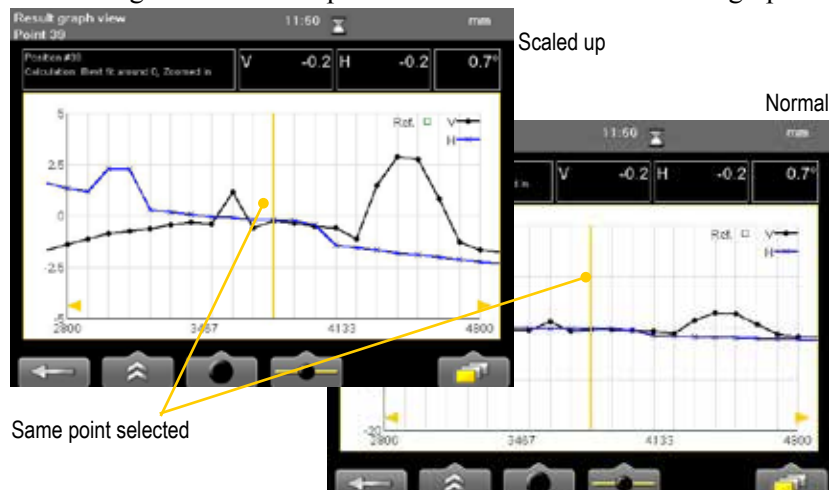 Result graph view
Point 39
11:50
mm
Position #39
Calculation: Best fit around 0, Zoomed in
V -0.2 H -0.2 0.7°
Scaled up
Normal
5
2.5
0
-2.5
-5
Ref.
V
H
2800 3467 4133 4800
11:50
mm
V -0.2 H -0.2 0.7°
Ref.
V
H
-20
2800 3467 4133 4800
Same point selected